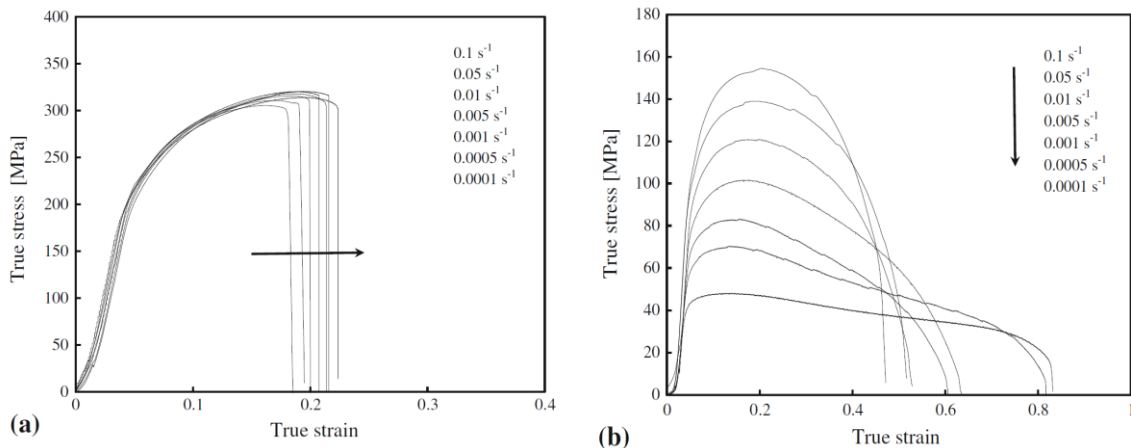 400
350
300
250
200
150
100
50
0
0
0.1
0.2
0.3
0.4
True stress [MPa]
True strain
0.1 s⁻¹
0.05 s⁻¹
0.01 s⁻¹
0.005 s⁻¹
0.001 s⁻¹
0.0005 s⁻¹
0.0001 s⁻¹
(a)
180
160
140
120
100
80
60
40
20
0
0
0.2
0.4
0.6
0.8
1
True stress [MPa]
True strain
0.1 s⁻¹
0.05 s⁻¹
0.01 s⁻¹
0.005 s⁻¹
0.001 s⁻¹
0.0005 s⁻¹
0.0001 s⁻¹
(b)